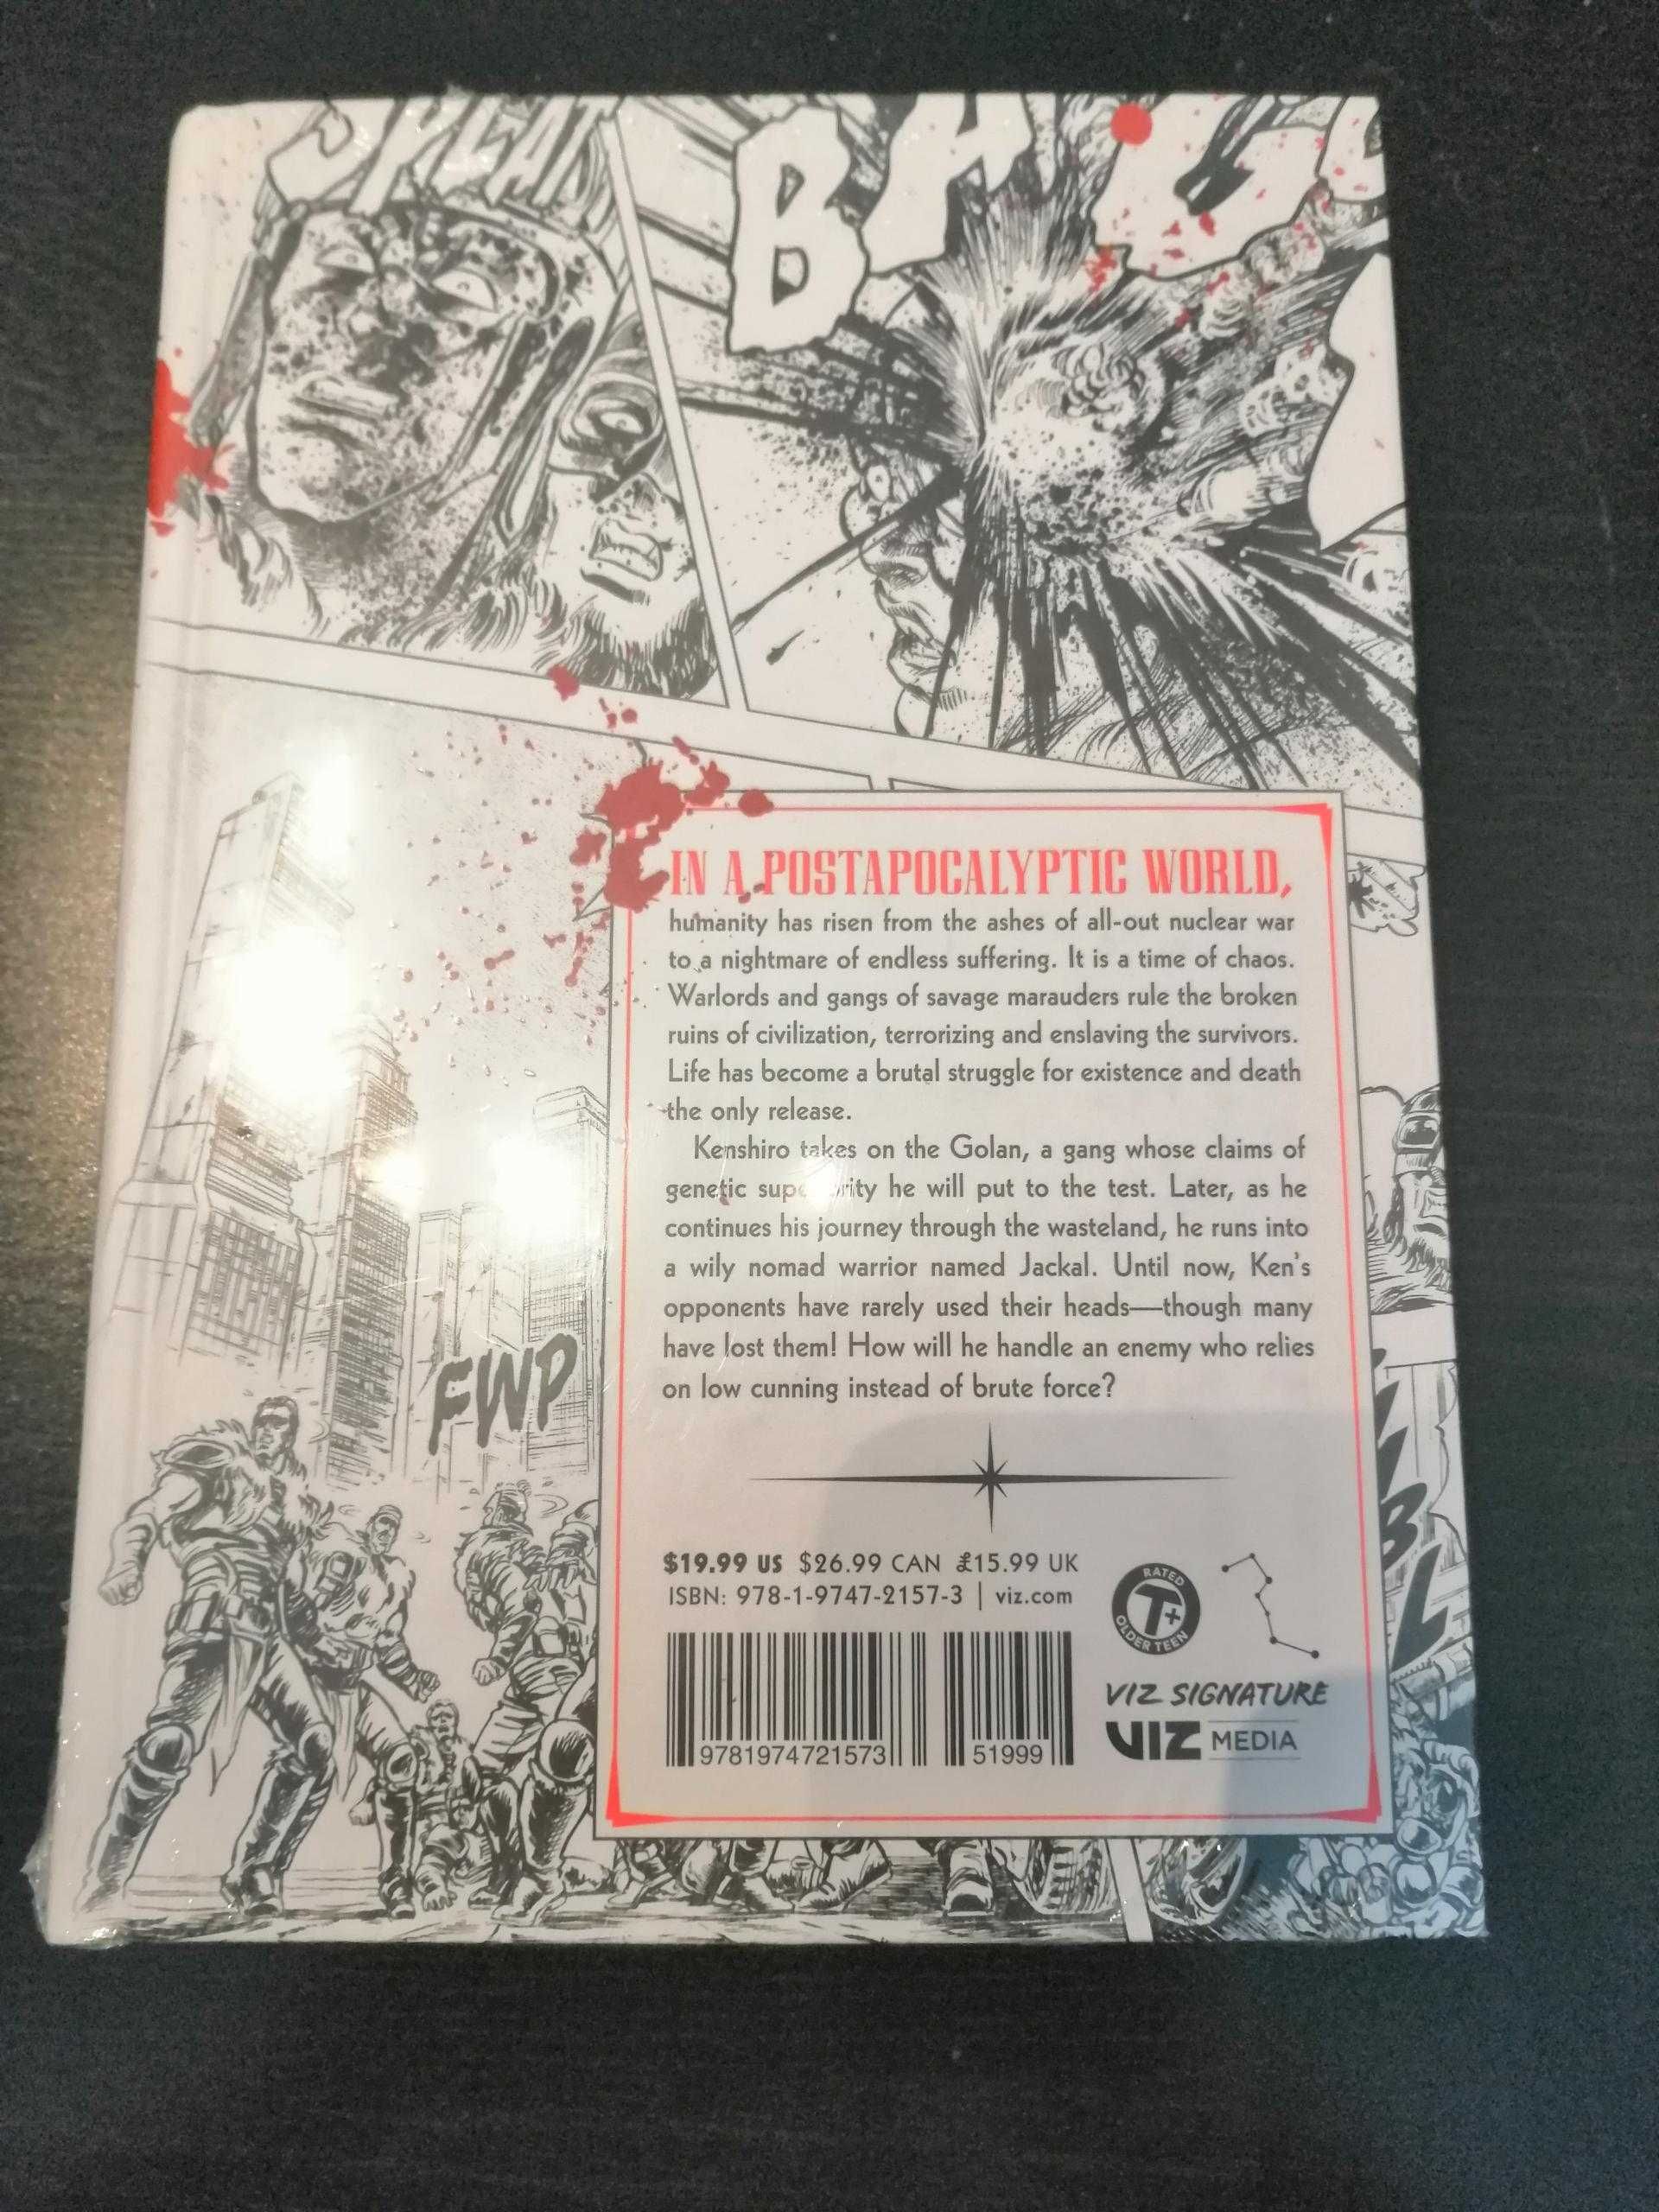 SPLAT
FWP
IN A POSTAPOCALYPTIC WORLD,
humanity has risen from the ashes of all-out nuclear war
to a nightmare of endless suffering. It is a time of chaos.
Warlords and gangs of savage marauders rule the broken
ruins of civilization, terrorizing and enslaving the survivors.
Life has become a brutal struggle for existence and death
the only release.
Kenshiro takes on the Golan, a gang whose claims of
genetic superiority he will put to the test. Later, as he
continues his journey through the wasteland, he runs into
a wily nomad warrior named Jackal. Until now, Ken's
opponents have rarely used their heads—though many
have lost them! How will he handle an enemy who relies
on low cunning instead of brute force?
$19.99 US $26.99 CAN £15.99 UK
ISBN: 978-1-9747-2157-3 | viz.com
9781974721573 51999
RATED
T+
OLDER TEEN
VIZ SIGNATURE
VIZ MEDIA